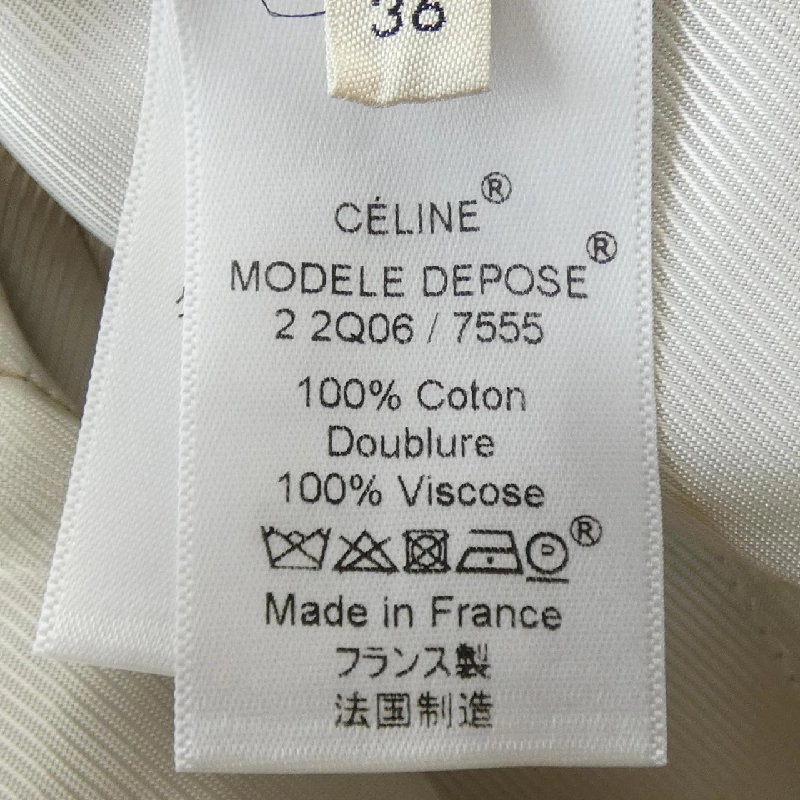 36
CÉLINE®
MODELE DEPOSE®
2 2Q06 / 7555
100% Coton
Doublure
100% Viscose
P ®
Made in France
フランス製
法国制造